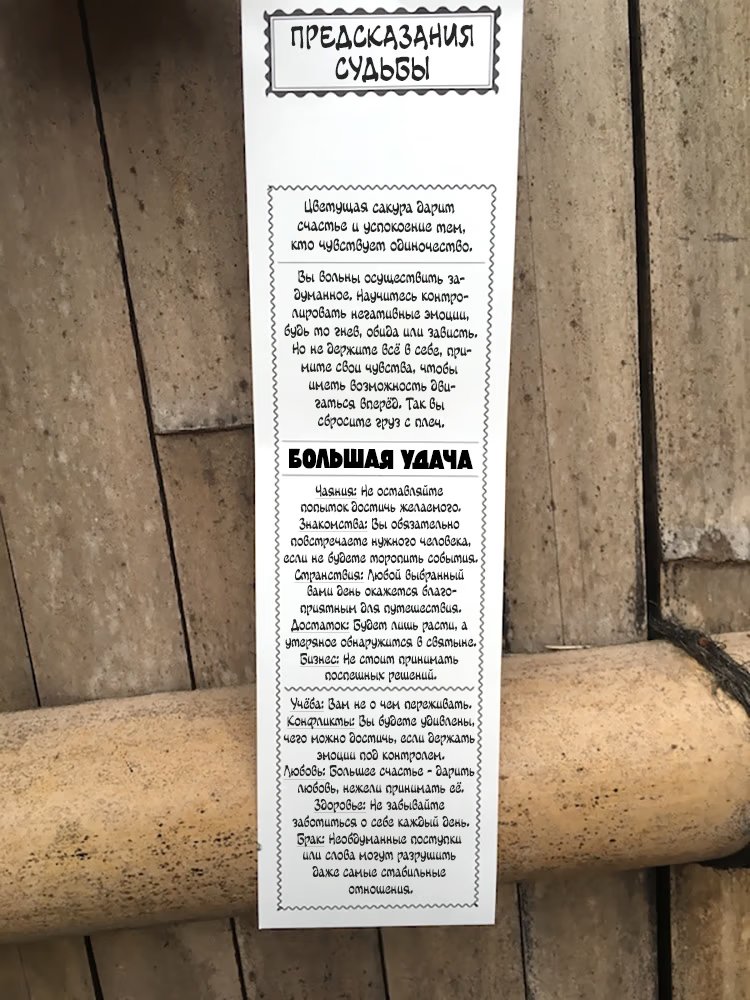 ПРЕДСКАЗАНИЯ
СУДЬБЫ
Цветущая сакура дарит
счастье и успокоение тем,
кто чувствует одиночество.
Вы вольны осуществить за-
думанное. Научитесь контро-
лировать негативные эмоции,
будь то гнев, обида или зависть.
Но не держите всё в себе, при-
мите свои чувства, чтобы
иметь возможность дви-
гаться вперёд. Так вы
сбросите груз с плеч.
БОЛЬШАЯ УДАЧА
Чаяния: Не оставляйте
попыток достичь желаемого.
Знакомства: Вы обязательно
повстречаете нужного человека,
если не будете торопить события.
Странствия: Любой выбранный
вами день окажется благо-
приятным для путешествия.
Достаток: Будет лишь расти, а
утеряное обнаружится в святыне.
Бизнес: Не стоит принимать
поспешных решений.
Учёба: Вам не о чем переживать.
Конфликты: Вы будете удивлены,
чего можно достичь, если держать
эмоции под контролем.
Любовь: Большее счастье - дарить
любовь, нежели принимать её.
Здоровье: Не забывайте
заботиться о себе каждый день.
Брак: Необдуманные поступки
или слова могут разрушить
даже самые стабильные
отношения.